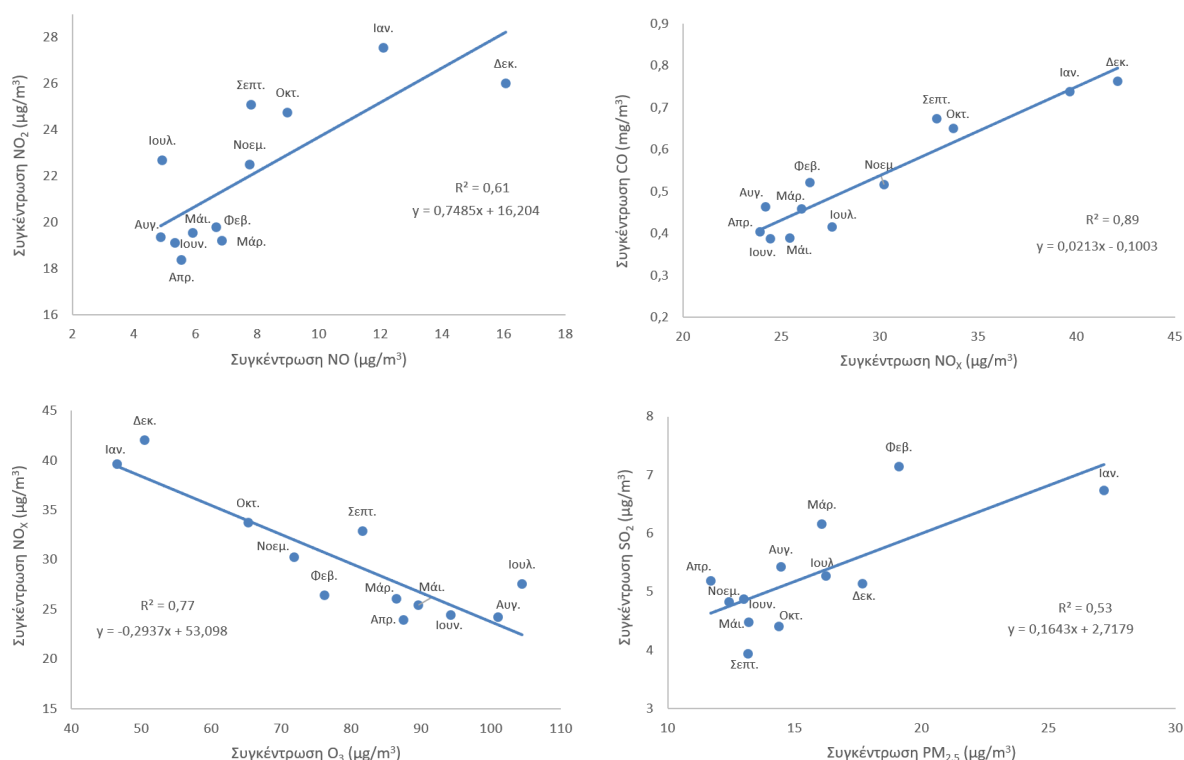 Συγκέντρωση NO2 (μg/m3)
28
26
24
22
20
18
16
Ιαν.
Δεκ.
Σεπτ.
Οκτ.
Ιουλ.
Νοεμ.
Αυγ.
Μάι.
Φεβ.
Ιουν.
Μάρ.
Απρ.
R² = 0,61
y = 0,7485x + 16,204
2 4 6 8 10 12 14 16 18
Συγκέντρωση NO (μg/m3)
Συγκέντρωση CO (mg/m3)
0,9
0,8
0,7
0,6
0,5
0,4
0,3
0,2
Ιαν.
Δεκ.
Σεπτ.
Οκτ.
Φεβ.
Νοεμ.
Αυγ.
Μάρ.
Απρ.
Ιουλ.
Ιουν.
Μάι.
R² = 0,89
y = 0,0213x - 0,1003
20 25 30 35 40 45
Συγκέντρωση NOX (μg/m3)
Συγκέντρωση NOX (μg/m3)
45
40
35
30
25
20
15
Δεκ.
Ιαν.
Οκτ.
Σεπτ.
Νοεμ.
Φεβ.
Μάρ.
Μάι.
Ιουλ.
Απρ.
Ιουν.
Αυγ.
R² = 0,77
y = -0,2937x + 53,098
40 50 60 70 80 90 100 110
Συγκέντρωση O3 (μg/m3)
Συγκέντρωση SO2 (μg/m3)
8
7
6
5
4
3
Φεβ.
Ιαν.
Μάρ.
Απρ.
Αυγ.
Ιουλ.
Νοεμ.
Ιουν.
Δεκ.
Μάι.
Οκτ.
Σεπτ.
R² = 0,53
y = 0,1643x + 2,7179
10 15 20 25 30
Συγκέντρωση PM2.5 (μg/m3)